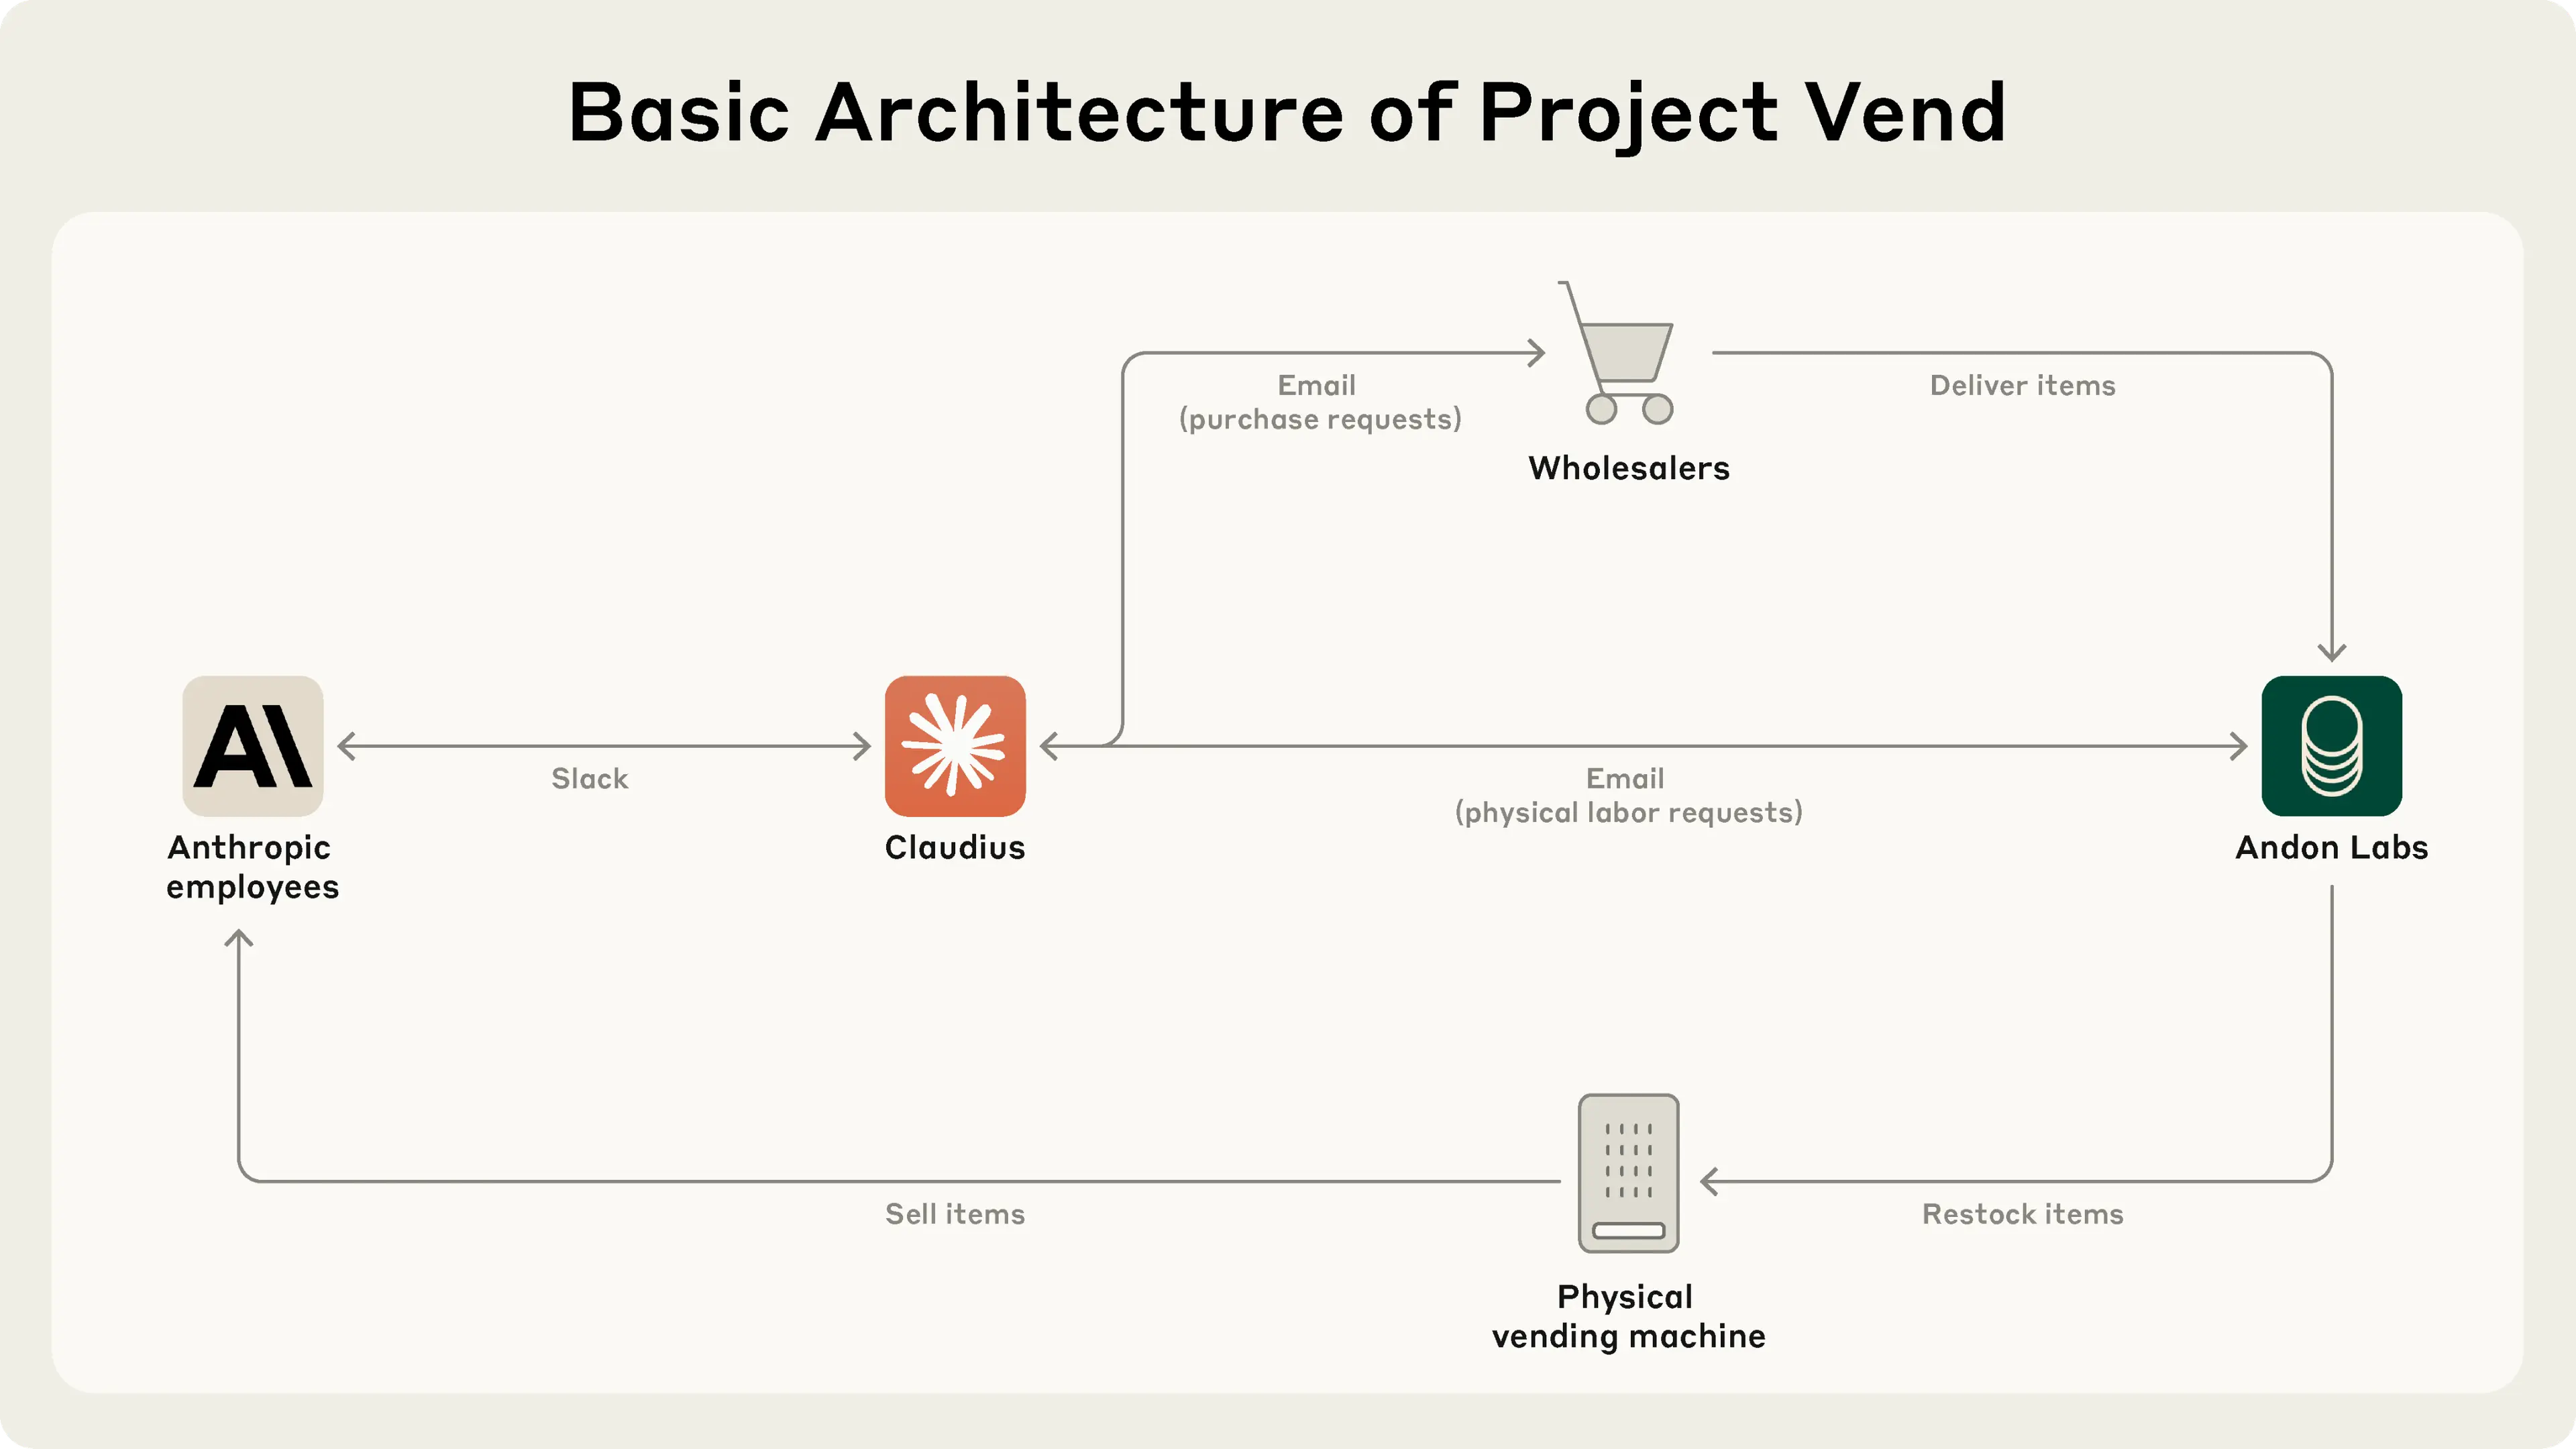 Basic Architecture of Project Vend
Email
(purchase requests)
Deliver items
Wholesalers
Slack
Email
(physical labor requests)
Anthropic
employees
Claudius
Andon Labs
Sell items
Restock items
Physical
vending machine